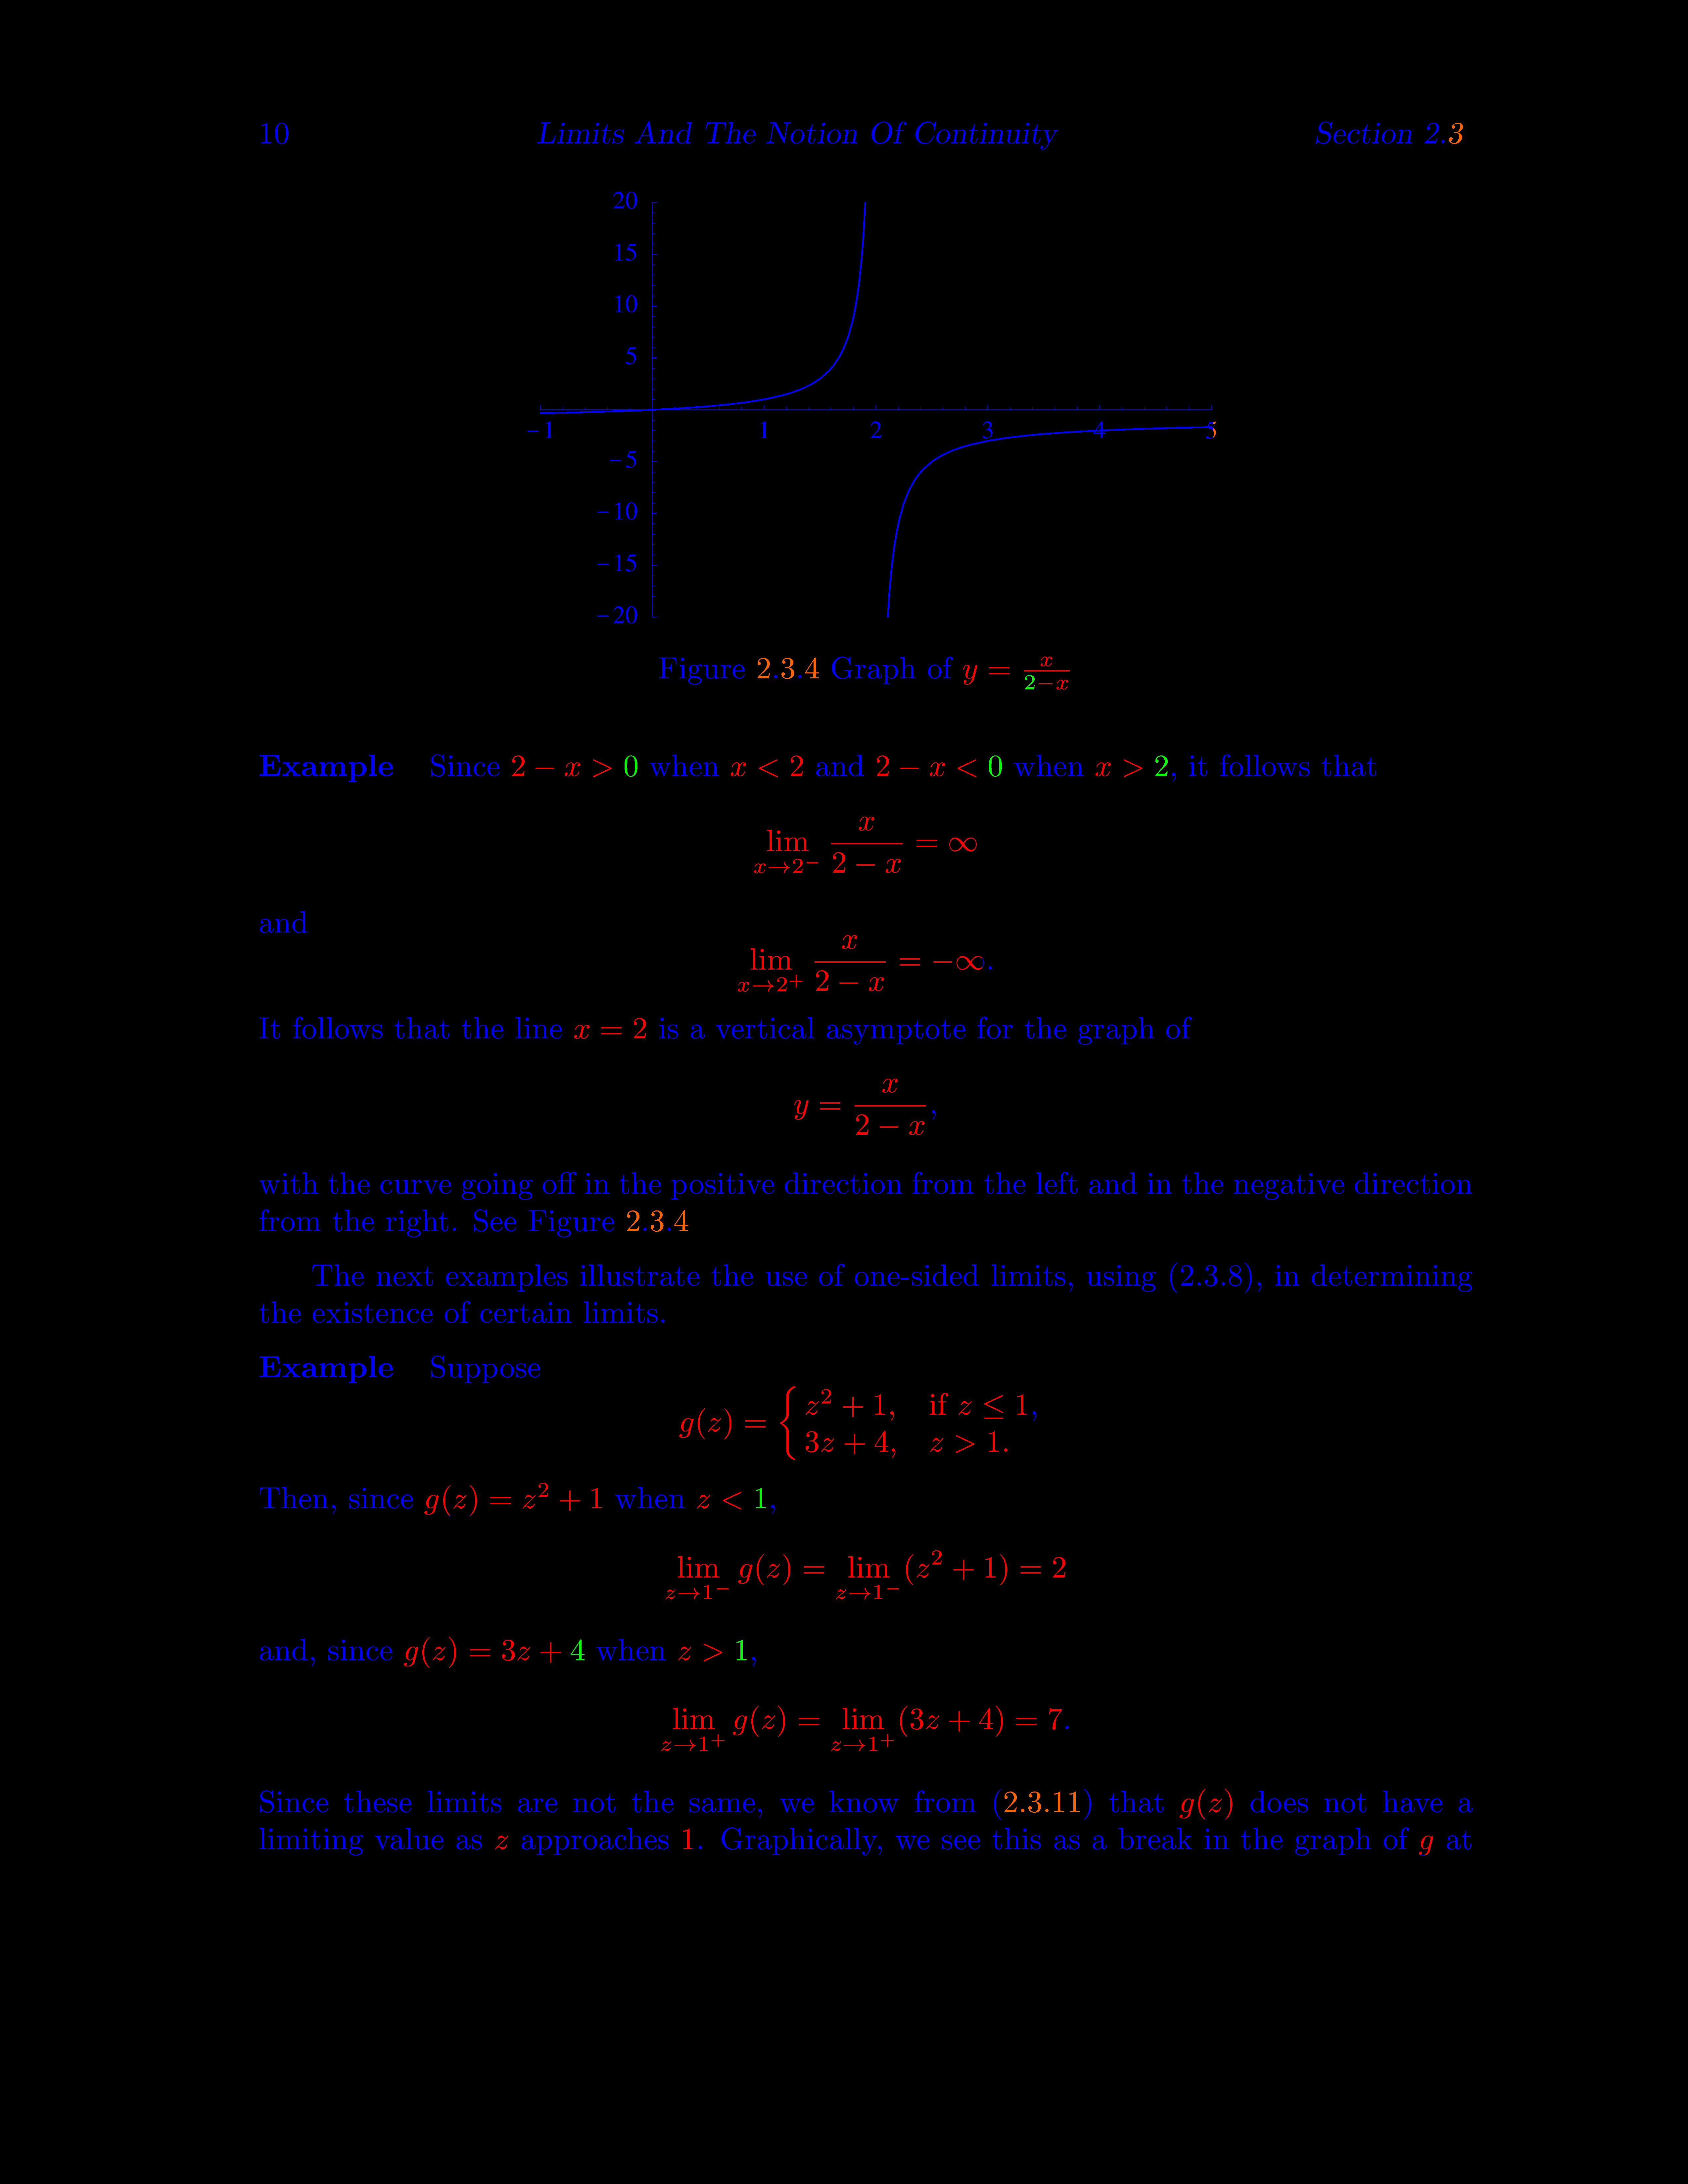 10 Limits And The Notion Of Continuity Section 2.3
20
15
10
5
−1 1 2 3 4 5
−5
−10
−15
−20
Figure 2.3.4 Graph of y = x/(2−x)
Example Since 2 − x > 0 when x < 2 and 2 − x < 0 when x > 2, it follows that
lim x→2⁻ x/(2 − x) = ∞
and
lim x→2⁺ x/(2 − x) = −∞.
It follows that the line x = 2 is a vertical asymptote for the graph of
y = x/(2 − x),
with the curve going off in the positive direction from the left and in the negative direction
from the right. See Figure 2.3.4
The next examples illustrate the use of one-sided limits, using (2.3.8), in determining
the existence of certain limits.
Example Suppose
g(z) = { z² + 1, if z ≤ 1,
3z + 4, z > 1.
Then, since g(z) = z² + 1 when z < 1,
lim z→1⁻ g(z) = lim z→1⁻ (z² + 1) = 2
and, since g(z) = 3z + 4 when z > 1,
lim z→1⁺ g(z) = lim z→1⁺ (3z + 4) = 7.
Since these limits are not the same, we know from (2.3.11) that g(z) does not have a
limiting value as z approaches 1. Graphically, we see this as a break in the graph of g at